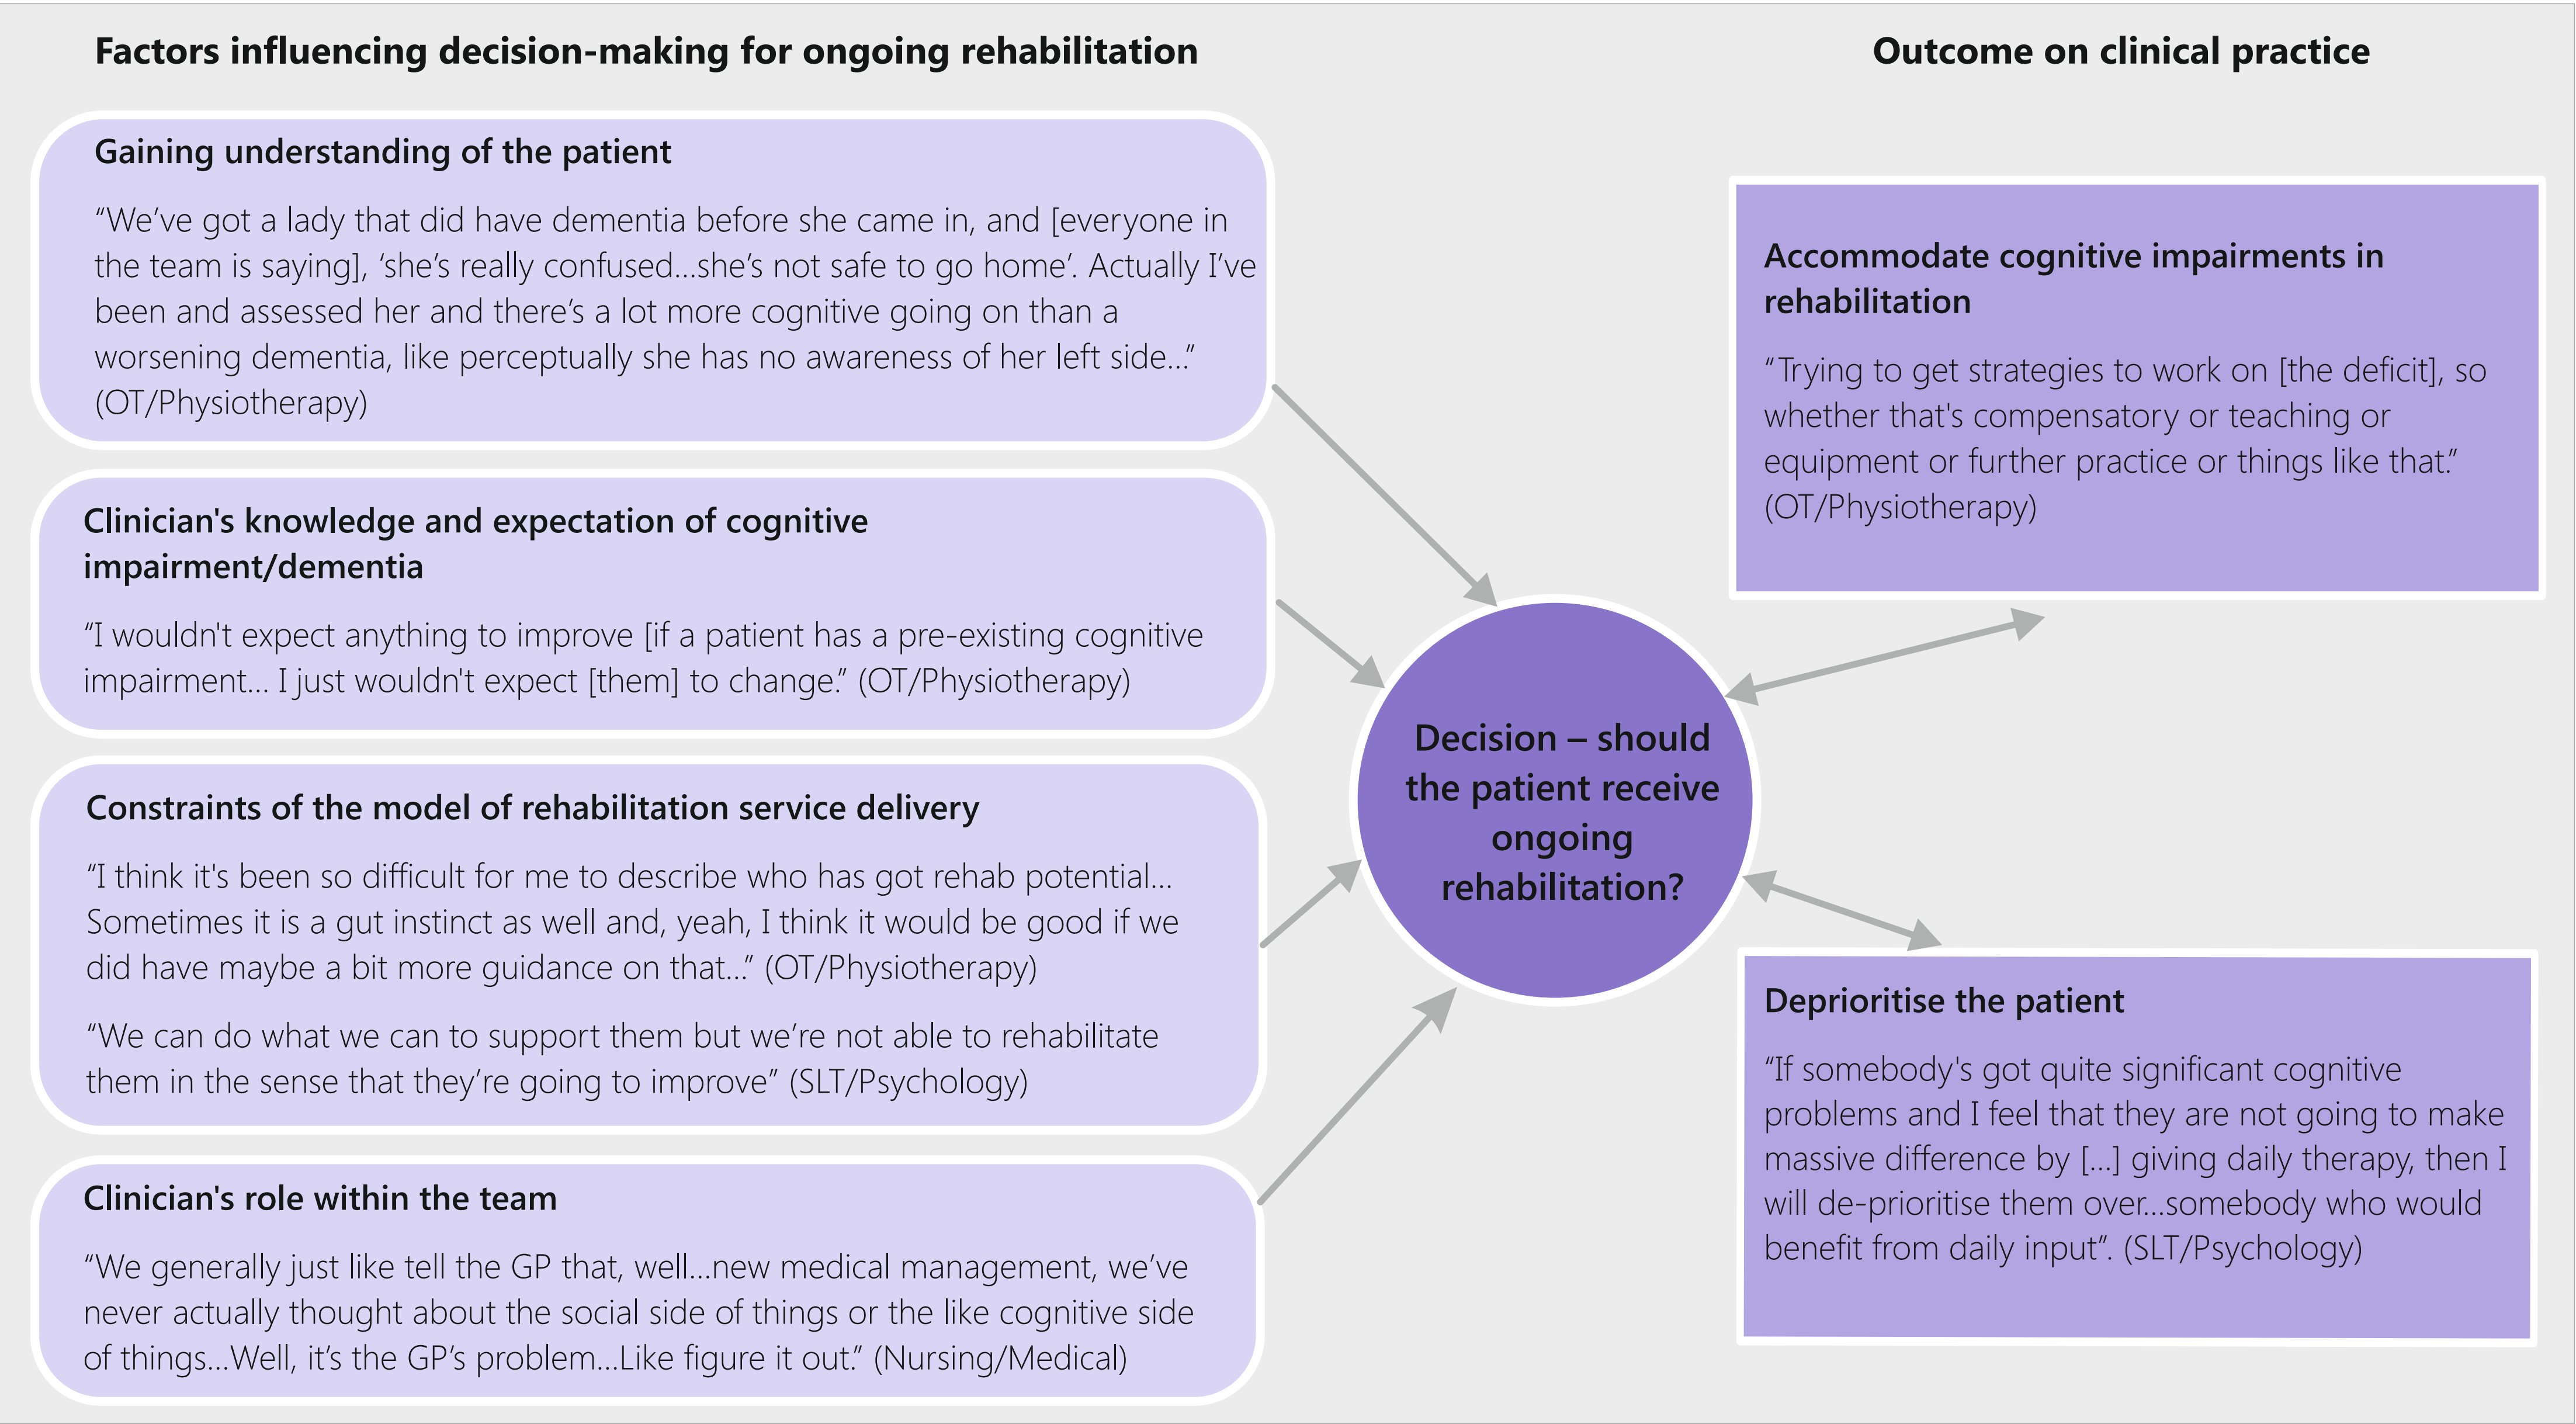 Factors influencing decision-making for ongoing rehabilitation
Outcome on clinical practice
Gaining understanding of the patient
“We’ve got a lady that did have dementia before she came in, and [everyone in
the team is saying], ‘she’s really confused...she’s not safe to go home’. Actually I’ve
been and assessed her and there’s a lot more cognitive going on than a
worsening dementia, like perceptually she has no awareness of her left side...”
(OT/Physiotherapy)
Clinician's knowledge and expectation of cognitive
impairment/dementia
“I wouldn't expect anything to improve [if a patient has a pre-existing cognitive
impairment... I just wouldn't expect [them] to change.” (OT/Physiotherapy)
Constraints of the model of rehabilitation service delivery
“I think it's been so difficult for me to describe who has got rehab potential...
Sometimes it is a gut instinct as well and, yeah, I think it would be good if we
did have maybe a bit more guidance on that...” (OT/Physiotherapy)
“We can do what we can to support them but we’re not able to rehabilitate
them in the sense that they’re going to improve” (SLT/Psychology)
Clinician's role within the team
“We generally just like tell the GP that, well...new medical management, we’ve
never actually thought about the social side of things or the like cognitive side
of things...Well, it’s the GP’s problem...Like figure it out.” (Nursing/Medical)
Decision – should
the patient receive
ongoing
rehabilitation?
Accommodate cognitive impairments in
rehabilitation
“Trying to get strategies to work on [the deficit], so
whether that's compensatory or teaching or
equipment or further practice or things like that.”
(OT/Physiotherapy)
Deprioritise the patient
“If somebody's got quite significant cognitive
problems and I feel that they are not going to make
massive difference by [...] giving daily therapy, then I
will de-prioritise them over...somebody who would
benefit from daily input”. (SLT/Psychology)